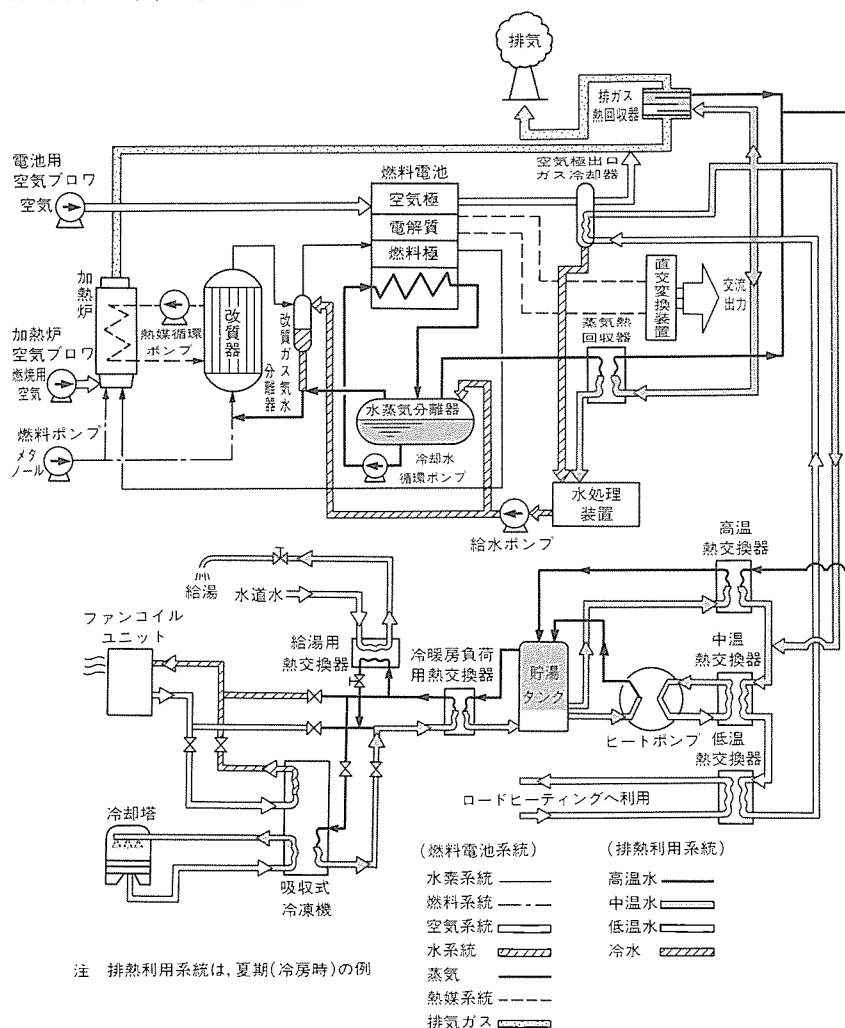 排気
排ガス
熱回収器
電池用
空気ブロワ
空気
燃料電池
空気極
電解質
燃料極
空気極出口
ガス冷却器
加熱炉
改質器
熱媒循環
ポンプ
改質ガス気水
分離器
直交変換装置
交流
出力
蒸気熱
回収器
加熱炉
空気ブロワ
燃焼用
空気
水蒸気分離器
燃料ポンプ
メタ
ノール
冷却水
循環ポンプ
水処理
装置
給水ポンプ
高温
熱交換器
給湯
水道水
ファンコイル
ユニット
給湯用
熱交換器
冷暖房負荷
用熱交換器
貯湯
タンク
中温
熱交換器
ヒートポンプ
低温
熱交換器
ロードヒーティングへ利用
冷却塔
吸収式
冷凍機
(燃料電池系統)
水素系統
燃料系統
空気系統
水系統
蒸気
熱媒系統
排気ガス
(排熱利用系統)
高温水
中温水
低温水
冷水
注 排熱利用系統は,夏期(冷房時)の例